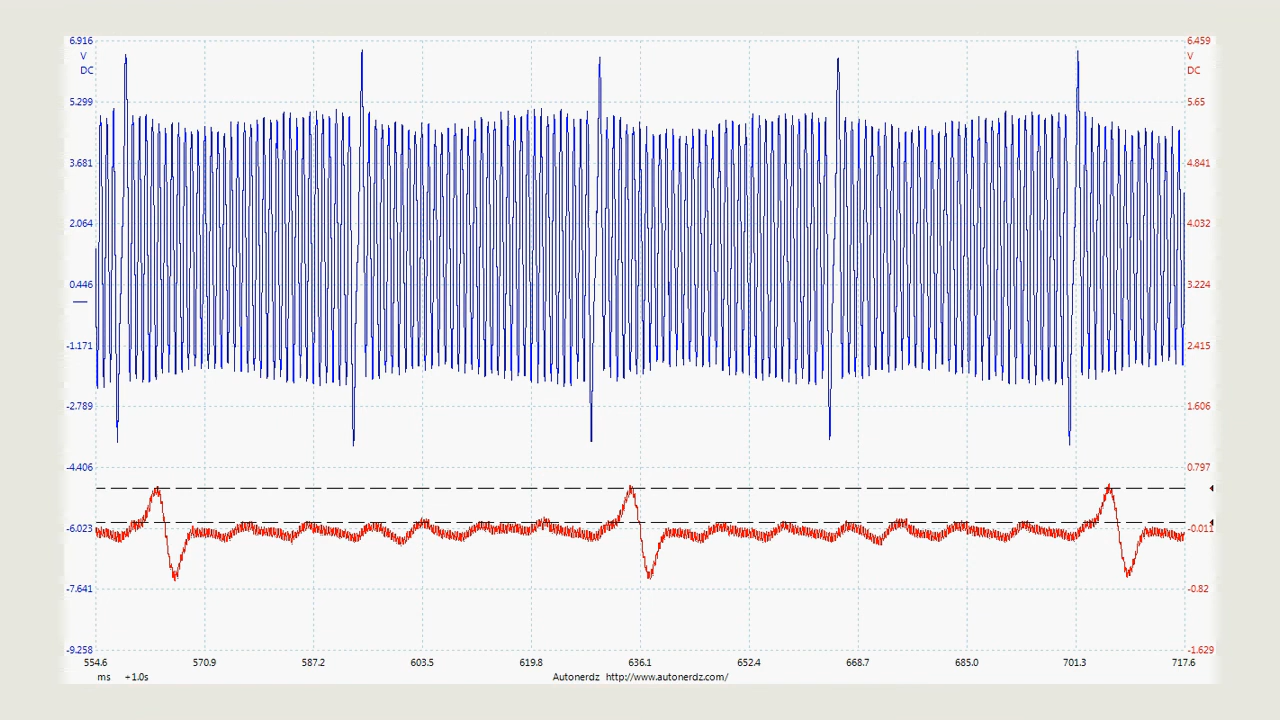 6.916 6.459
V V
DC DC
5.299 5.65
3.681 4.841
2.064 4.032
0.446 3.224
-1.171 2.415
-2.789 1.606
-4.406 0.797
-6.023 -0.011
-7.641 -0.82
-9.258 -1.629
554.6 570.9 587.2 603.5 619.8 636.1 652.4 668.7 685.0 701.3 717.6
ms +1.0s Autonerdz http://www.autonerdz.com/